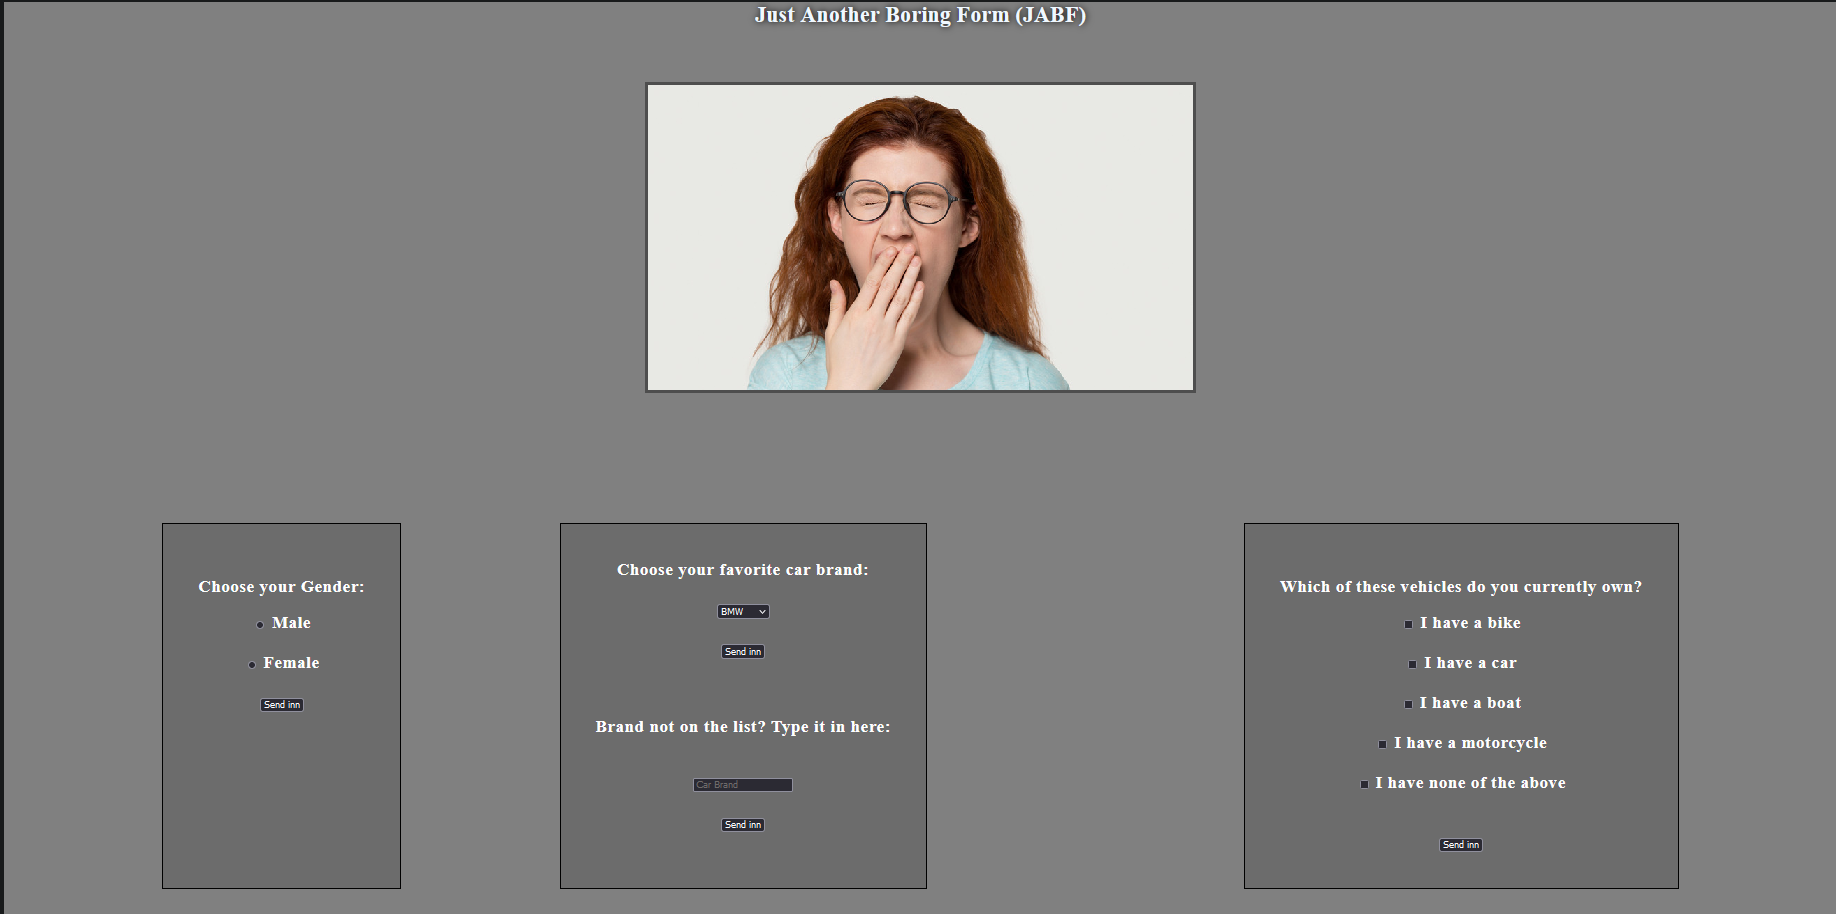 Just Another Boring Form (JABF)
Choose your Gender:
Male
Female
Send inn
Choose your favorite car brand:
BMW
Send inn
Brand not on the list? Type it in here:
Car Brand
Send inn
Which of these vehicles do you currently own?
I have a bike
I have a car
I have a boat
I have a motorcycle
I have none of the above
Send inn